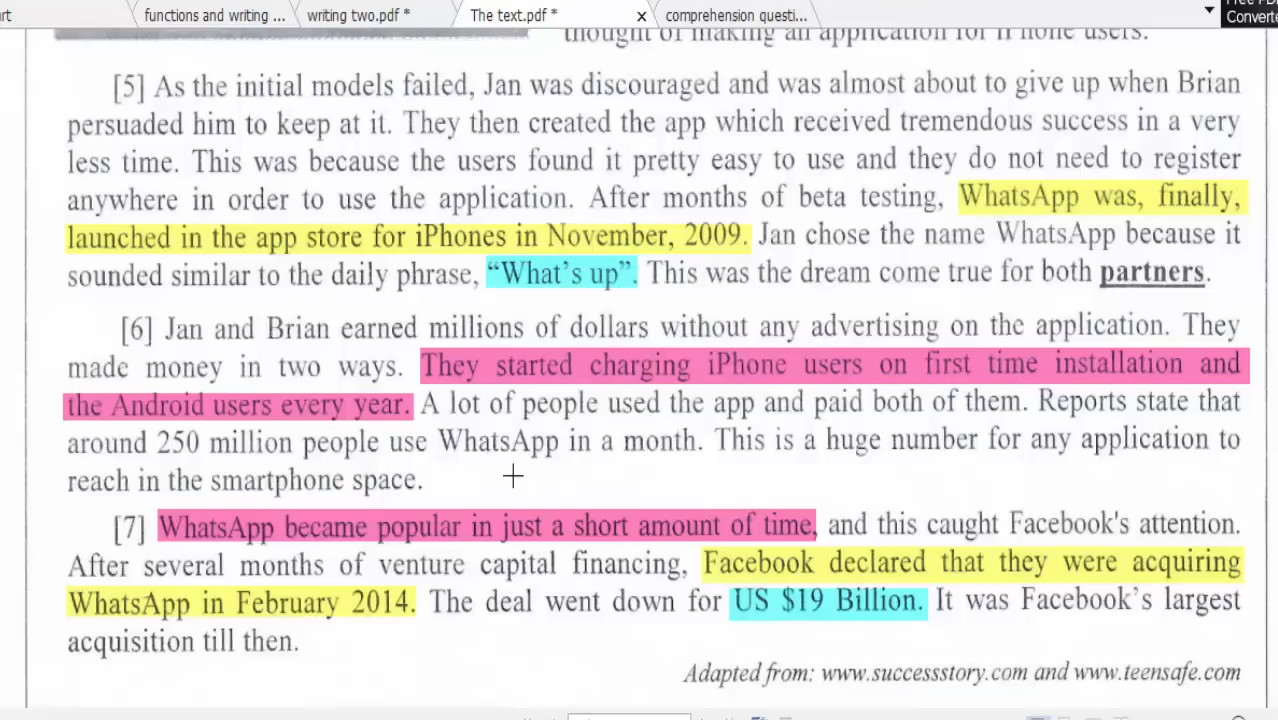 rt functions and writing ... writing two.pdf * The text.pdf * x comprehension questi...
Converte
thought of making an application for
users.
[5] As the initial models failed, Jan was discouraged and was almost about to give up when Brian
persuaded him to keep at it. They then created the app which received tremendous success in a very
less time. This was because the users found it pretty easy to use and they do not need to register
anywhere in order to use the application. After months of beta testing, WhatsApp was, finally,
launched in the app store for iPhones in November, 2009. Jan chose the name WhatsApp because it
sounded similar to the daily phrase, “What’s up”. This was the dream come true for both partners.
[6] Jan and Brian earned millions of dollars without any advertising on the application. They
made money in two ways. They started charging iPhone users on first time installation and
the Android users every year. A lot of people used the app and paid both of them. Reports state that
around 250 million people use WhatsApp in a month. This is a huge number for any application to
reach in the smartphone space.
[7] WhatsApp became popular in just a short amount of time, and this caught Facebook's attention.
After several months of venture capital financing, Facebook declared that they were acquiring
WhatsApp in February 2014. The deal went down for US $19 Billion. It was Facebook’s largest
acquisition till then.
Adapted from: www.successstory.com and www.teensafe.com